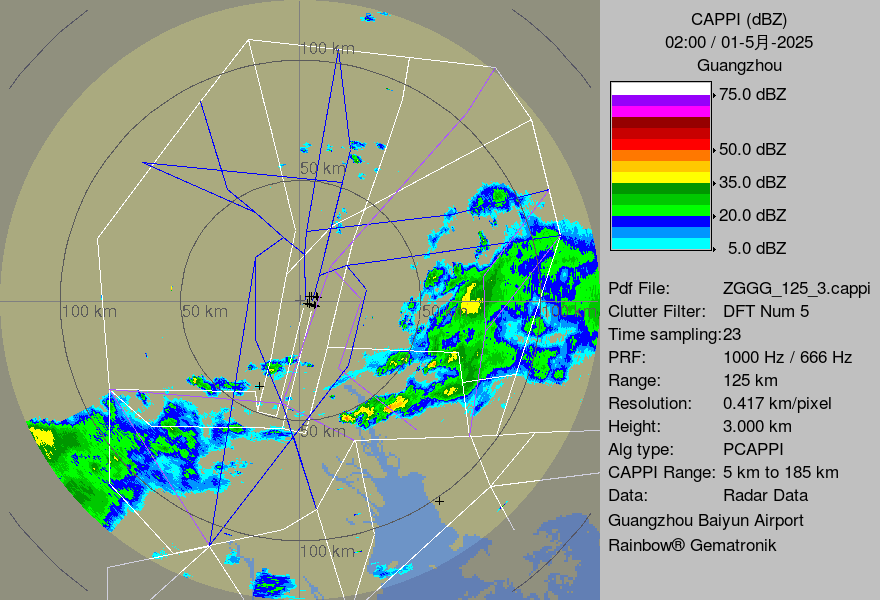 CAPPI (dBZ)
02:00 / 01-5月-2025
Guangzhou
75.0 dBZ
50.0 dBZ
35.0 dBZ
20.0 dBZ
5.0 dBZ
Pdf File: ZGGG_125_3.cappi
Clutter Filter: DFT Num 5
Time sampling:23
PRF: 1000 Hz / 666 Hz
Range: 125 km
Resolution: 0.417 km/pixel
Height: 3.000 km
Alg type: PCAPPI
CAPPI Range: 5 km to 185 km
Data: Radar Data
Guangzhou Baiyun Airport
Rainbow® Gematronik
100 km
50 km
100 km
50 km
50 km
100 km
50 km
100 km